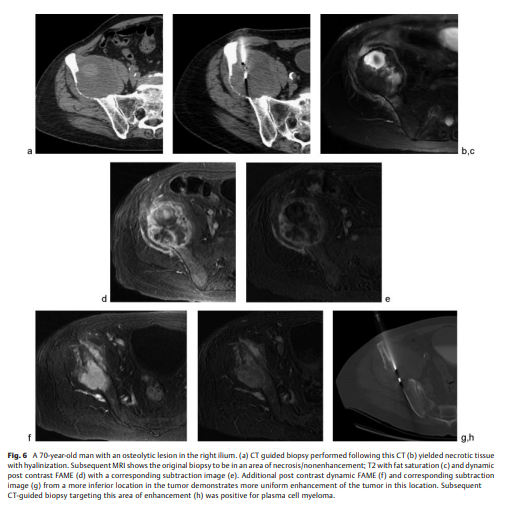 a
b,c
d
e
f
g,h
Fig. 6 A 70-year-old man with an osteolytic lesion in the right ilium. (a) CT guided biopsy performed following this CT (b) yielded necrotic tissue
with hyalinization. Subsequent MRI shows the original biopsy to be in an area of necrosis/nonenhancement; T2 with fat saturation (c) and dynamic
post contrast FAME (d) with a corresponding subtraction image (e). Additional post contrast dynamic FAME (f) and corresponding subtraction
image (g) from a more inferior location in the tumor demonstrates more uniform enhancement of the tumor in this location. Subsequent
CT-guided biopsy targeting this area of enhancement (h) was positive for plasma cell myeloma.